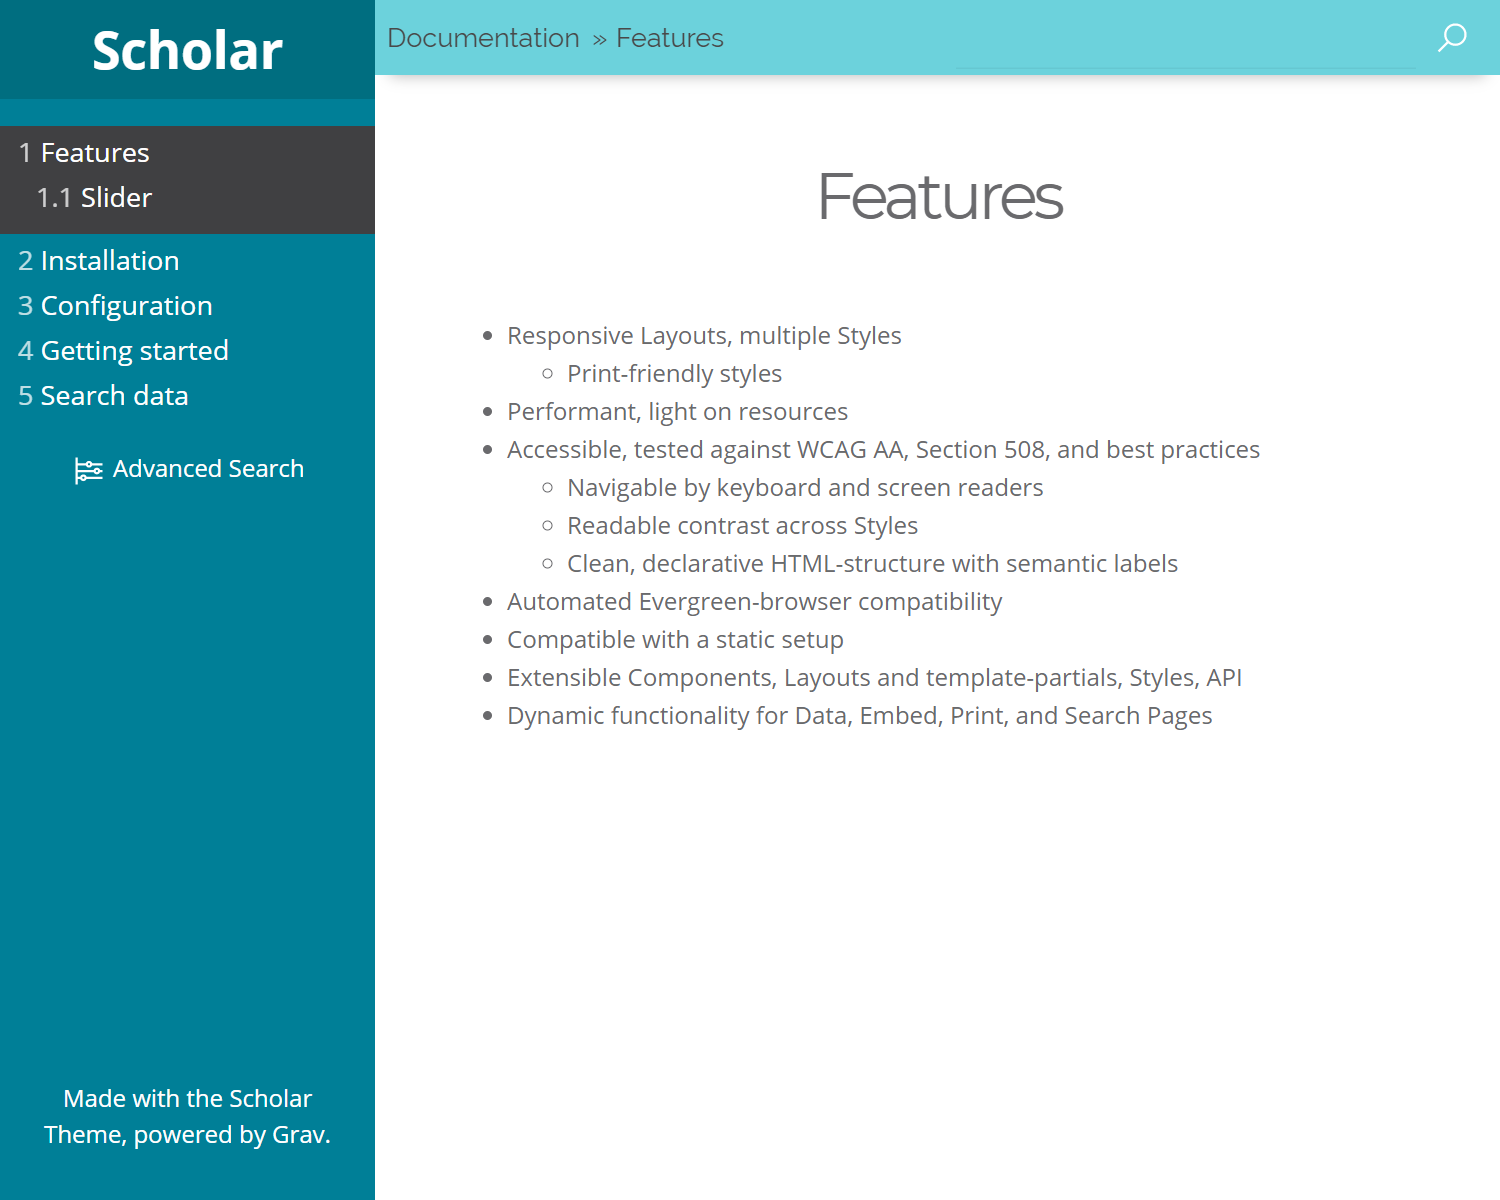 Scholar
Documentation » Features
1 Features
1.1 Slider
2 Installation
3 Configuration
4 Getting started
5 Search data
Advanced Search
Made with the Scholar
Theme, powered by Grav.
Features
Responsive Layouts, multiple Styles
Print-friendly styles
Performant, light on resources
Accessible, tested against WCAG AA, Section 508, and best practices
Navigable by keyboard and screen readers
Readable contrast across Styles
Clean, declarative HTML-structure with semantic labels
Automated Evergreen-browser compatibility
Compatible with a static setup
Extensible Components, Layouts and template-partials, Styles, API
Dynamic functionality for Data, Embed, Print, and Search Pages